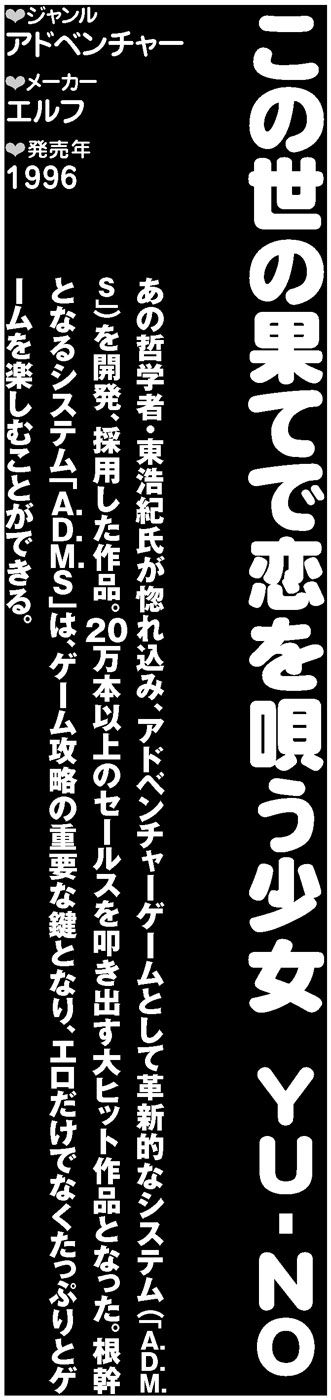 この世の果てで恋を唄う少女 YU-NO
❤ジャンル
アドベンチャー
❤メーカー
エルフ
❤発売年
1996
あの哲学者・東浩紀氏が惚れ込み、アドベンチャーゲームとして革新的なシステム（「A.D.M.
S」）を開発、採用した作品。20万本以上のセールスを叩き出す大ヒット作品となった。根幹
となるシステム「A.D.M.S」は、ゲーム攻略の重要な鍵となり、エロだけでなくたっぷりとゲ
ームを楽しむことができる。